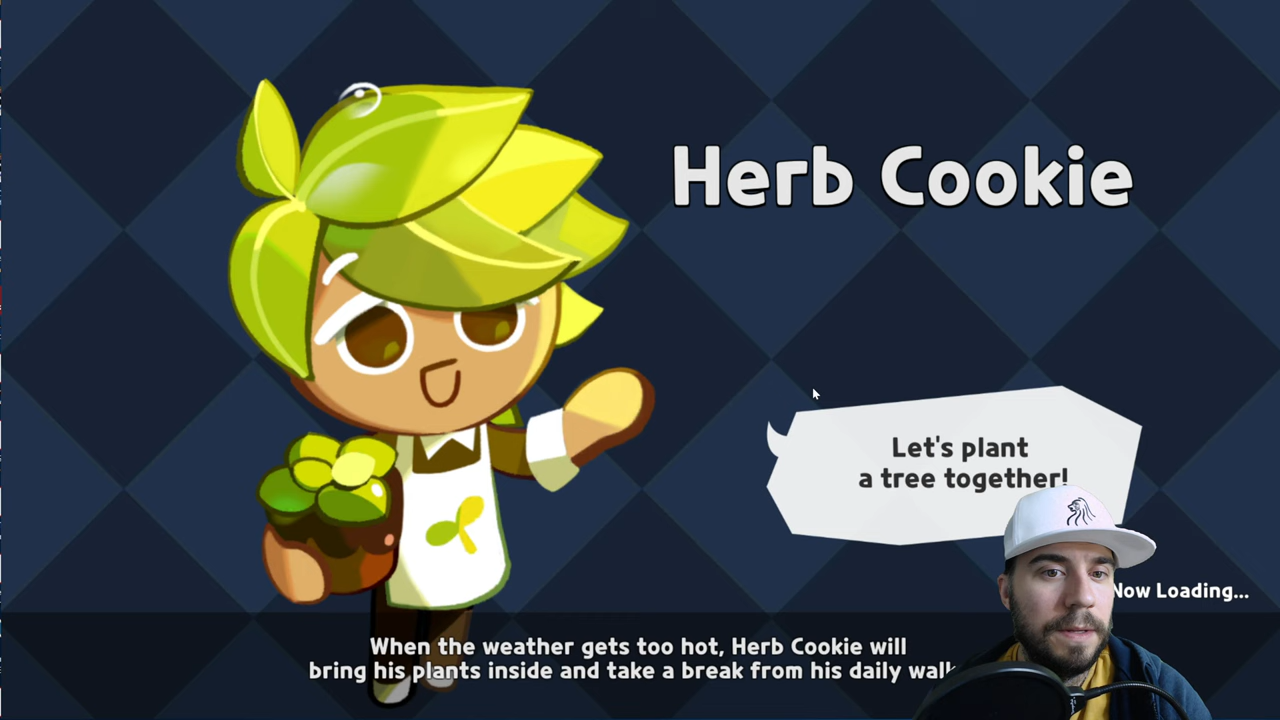 Herb Cookie
Let's plant
a tree together!
Now Loading...
When the weather gets too hot, Herb Cookie will
bring his plants inside and take a break from his daily